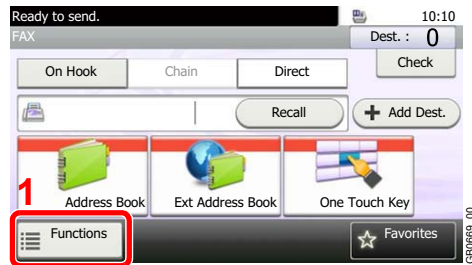 Ready to send. 10:10
FAX Dest. : 0
On Hook Chain Direct Check
Recall Add Dest.
Address Book Ext Address Book One Touch Key
1
Functions Favorites
GB0669_00